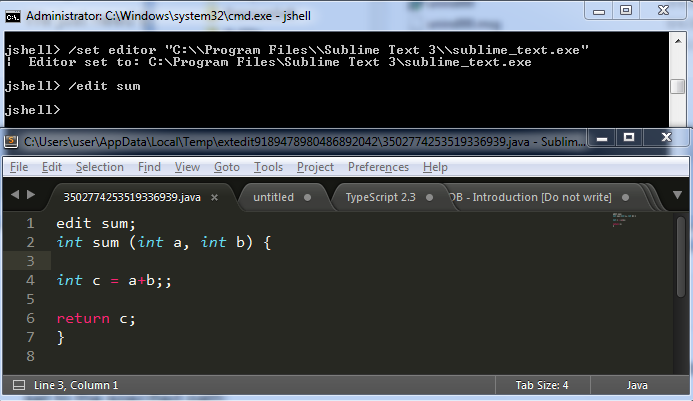 Administrator: C:\Windows\system32\cmd.exe - jshell
jshell> /set editor "C:\\Program Files\\Sublime Text 3\\sublime_text.exe"
|  Editor set to: C:\Program Files\Sublime Text 3\sublime_text.exe
jshell> /edit sum
jshell>
C:\Users\user\AppData\Local\Temp\extedit9189478980486892042\3502774253519336939.java - Sublim...
File Edit Selection Find View Goto Tools Project Preferences Help
3502774253519336939.java × untitled TypeScript 2.3 DB - Introduction [Do not write]
1 edit sum;
2 int sum (int a, int b) {
3
4 int c = a+b;;
5
6 return c;
7 }
8
Line 3, Column 1 Tab Size: 4 Java